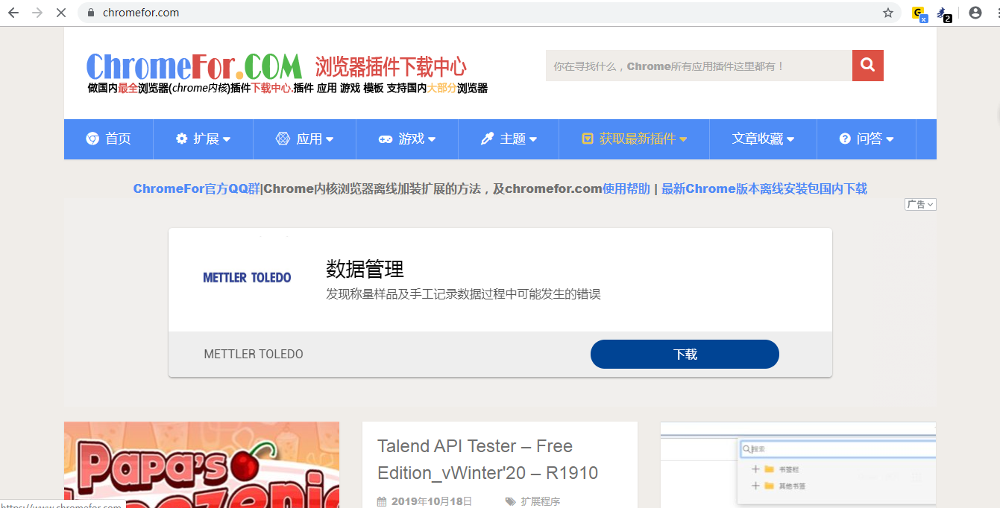 chromefor.com
G
x
2
ChromeFor.COM 浏览器插件下载中心
做国内最全浏览器(chrome内核)插件下载中心.插件 应用 游戏 模板 支持国内大部分浏览器
你在寻找什么，Chrome所有应用插件这里都有！
首页 扩展 应用 游戏 主题 获取最新插件 文章收藏 问答
ChromeFor官方QQ群|Chrome内核浏览器离线加装扩展的方法，及chromefor.com使用帮助 | 最新Chrome版本离线安装包国内下载
广告
METTLER TOLEDO
数据管理
发现称量样品及手工记录数据过程中可能发生的错误
METTLER TOLEDO
下载
Papa's
Talend API Tester – Free
Edition_vWinter'20 – R1910
2019年10月18日 扩展程序
搜索
书签栏
其他书签
https://www.chromefor.com